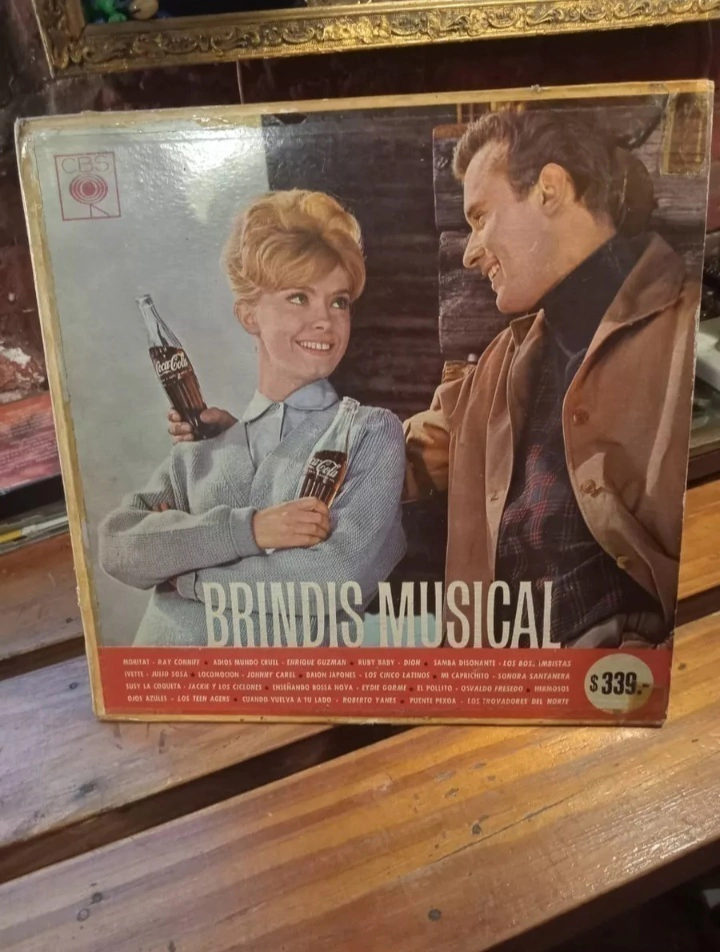 CBS
Coca-Cola
Coca-Cola
BRINDIS MUSICAL
MORITAT - RAY CONNIFF • ADIOS MUNDO CRUEL - ENRIQUE GUZMAN • RUBY BABY - DION • SAMBA DISONANTE - LOS BOS. IMBISTAS
IVETTE - JULIO SOSA • LOCOMOCION - JOHNNY CAREL • BAION JAPONES - LOS CINCO LATINOS • MI CAPRICHITO - SONORA SANTANERA
SUSY LA COQUETA - JACKIE Y LOS CICLONES • ENSEÑANDO BOSSA NOVA - EYDIE GORME • EL POLLITO - OSVALDO FRESEDO • HERMOSOS
OJOS AZULES - LOS TEEN AGERS • CUANDO VUELVA A TU LADO - ROBERTO YANES • PUENTE PEXOA - LOS TROVADORES DEL NORTE
$339.-